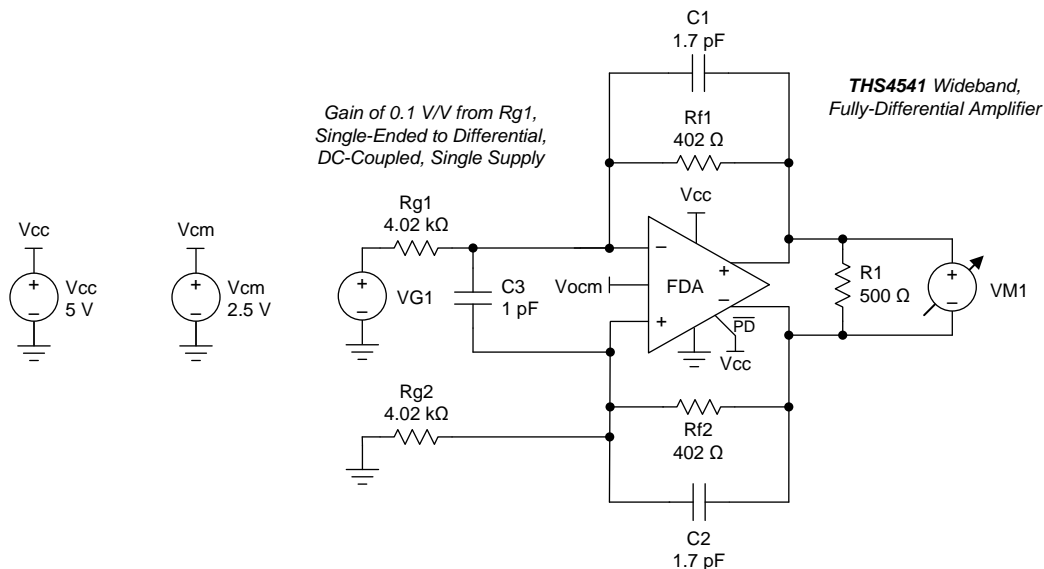 C1
1.7 pF
THS4541 Wideband,
Fully-Differential Amplifier
Gain of 0.1 V/V from Rg1,
Single-Ended to Differential,
DC-Coupled, Single Supply
Rf1
402 Ω
Vcc
Rg1
4.02 kΩ
Vcc
Vcm
+
−
Vcc
5 V
+
−
Vcm
2.5 V
+
−
VG1
C3
1 pF
Vocm
−
+
FDA
+
−
PD
Vcc
R1
500 Ω
+
−
VM1
Rg2
4.02 kΩ
Rf2
402 Ω
C2
1.7 pF